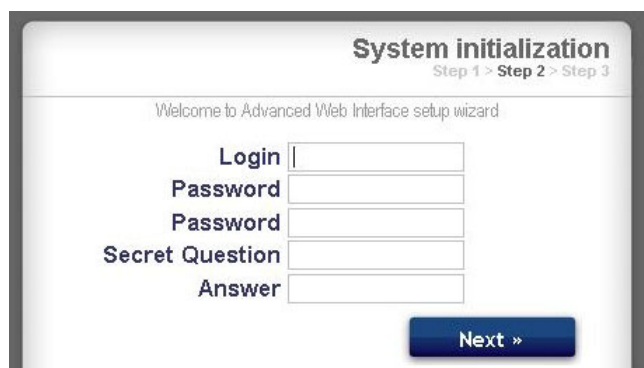 System initialization
Step 1 > Step 2 > Step 3
Welcome to Advanced Web Interface setup wizard
Login
Password
Password
Secret Question
Answer
Next »